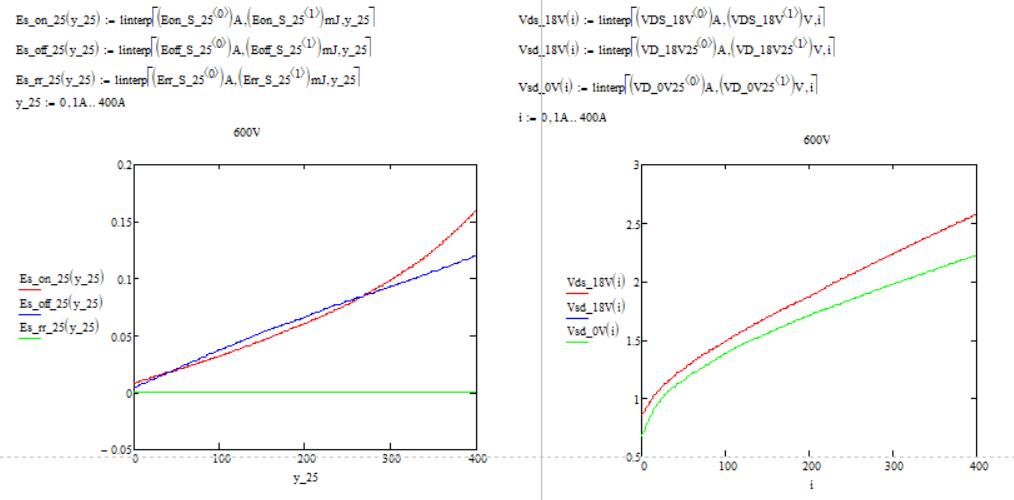 Es_on_25(y_25) := linterp[(Eon_S_25^⟨0⟩)A,(Eon_S_25^⟨1⟩)mJ,y_25]
Es_off_25(y_25) := linterp[(Eoff_S_25^⟨0⟩)A,(Eoff_S_25^⟨1⟩)mJ,y_25]
Es_rr_25(y_25) := linterp[(Err_S_25^⟨0⟩)A,(Err_S_25^⟨1⟩)mJ,y_25]
y_25 := 0,1A..400A
600V
0.2
0.15
0.1
0.05
0
-0.05
Es_on_25(y_25)
Es_off_25(y_25)
Es_rr_25(y_25)
0 100 200 300 400
y_25
Vds_18V(i) := linterp[(VDS_18V^⟨0⟩)A,(VDS_18V^⟨1⟩)V,i]
Vsd_18V(i) := linterp[(VD_18V25^⟨0⟩)A,(VD_18V25^⟨1⟩)V,i]
Vsd_0V(i) := linterp[(VD_0V25^⟨0⟩)A,(VD_0V25^⟨1⟩)V,i]
i := 0,1A..400A
600V
3
2.5
2
1.5
1
0.5
Vds_18V(i)
Vsd_18V(i)
Vsd_0V(i)
0 100 200 300 400
i